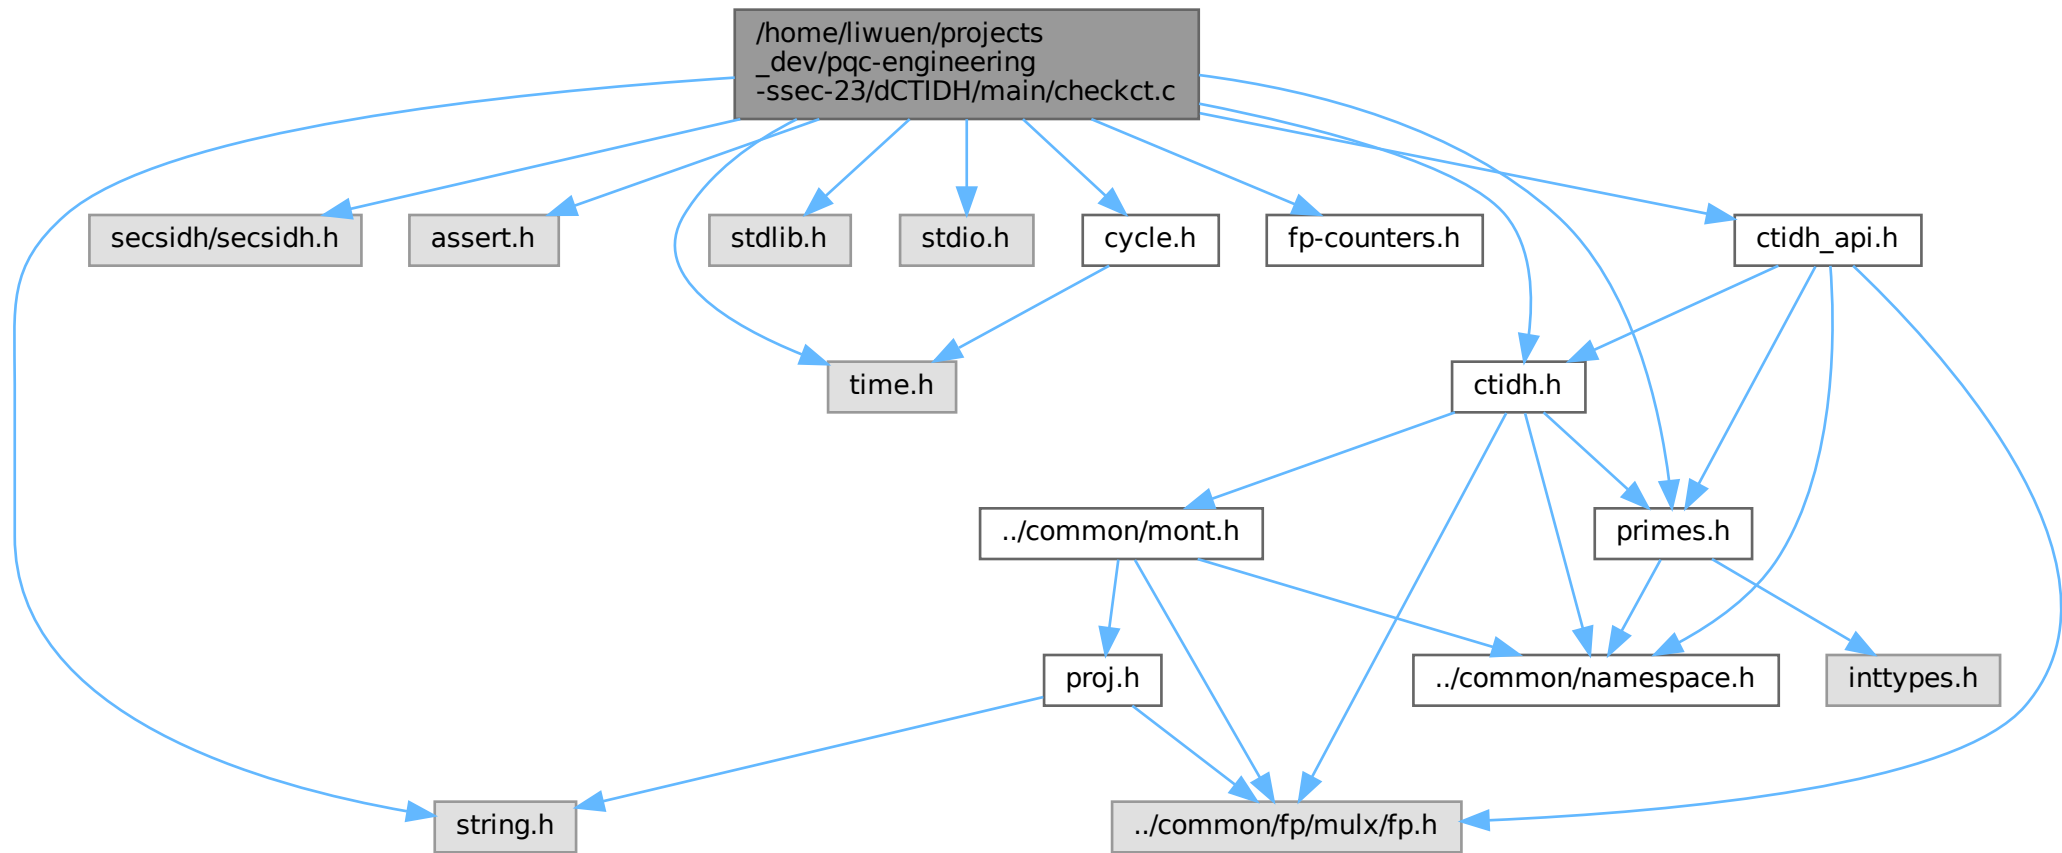 /home/liwuen/projects
_dev/pqc-engineering
-ssec-23/dCTIDH/main/checkct.c
secsidh/secsidh.h
assert.h
stdlib.h
stdio.h
cycle.h
fp-counters.h
ctidh_api.h
time.h
ctidh.h
../common/mont.h
primes.h
proj.h
../common/namespace.h
inttypes.h
string.h
../common/fp/mulx/fp.h